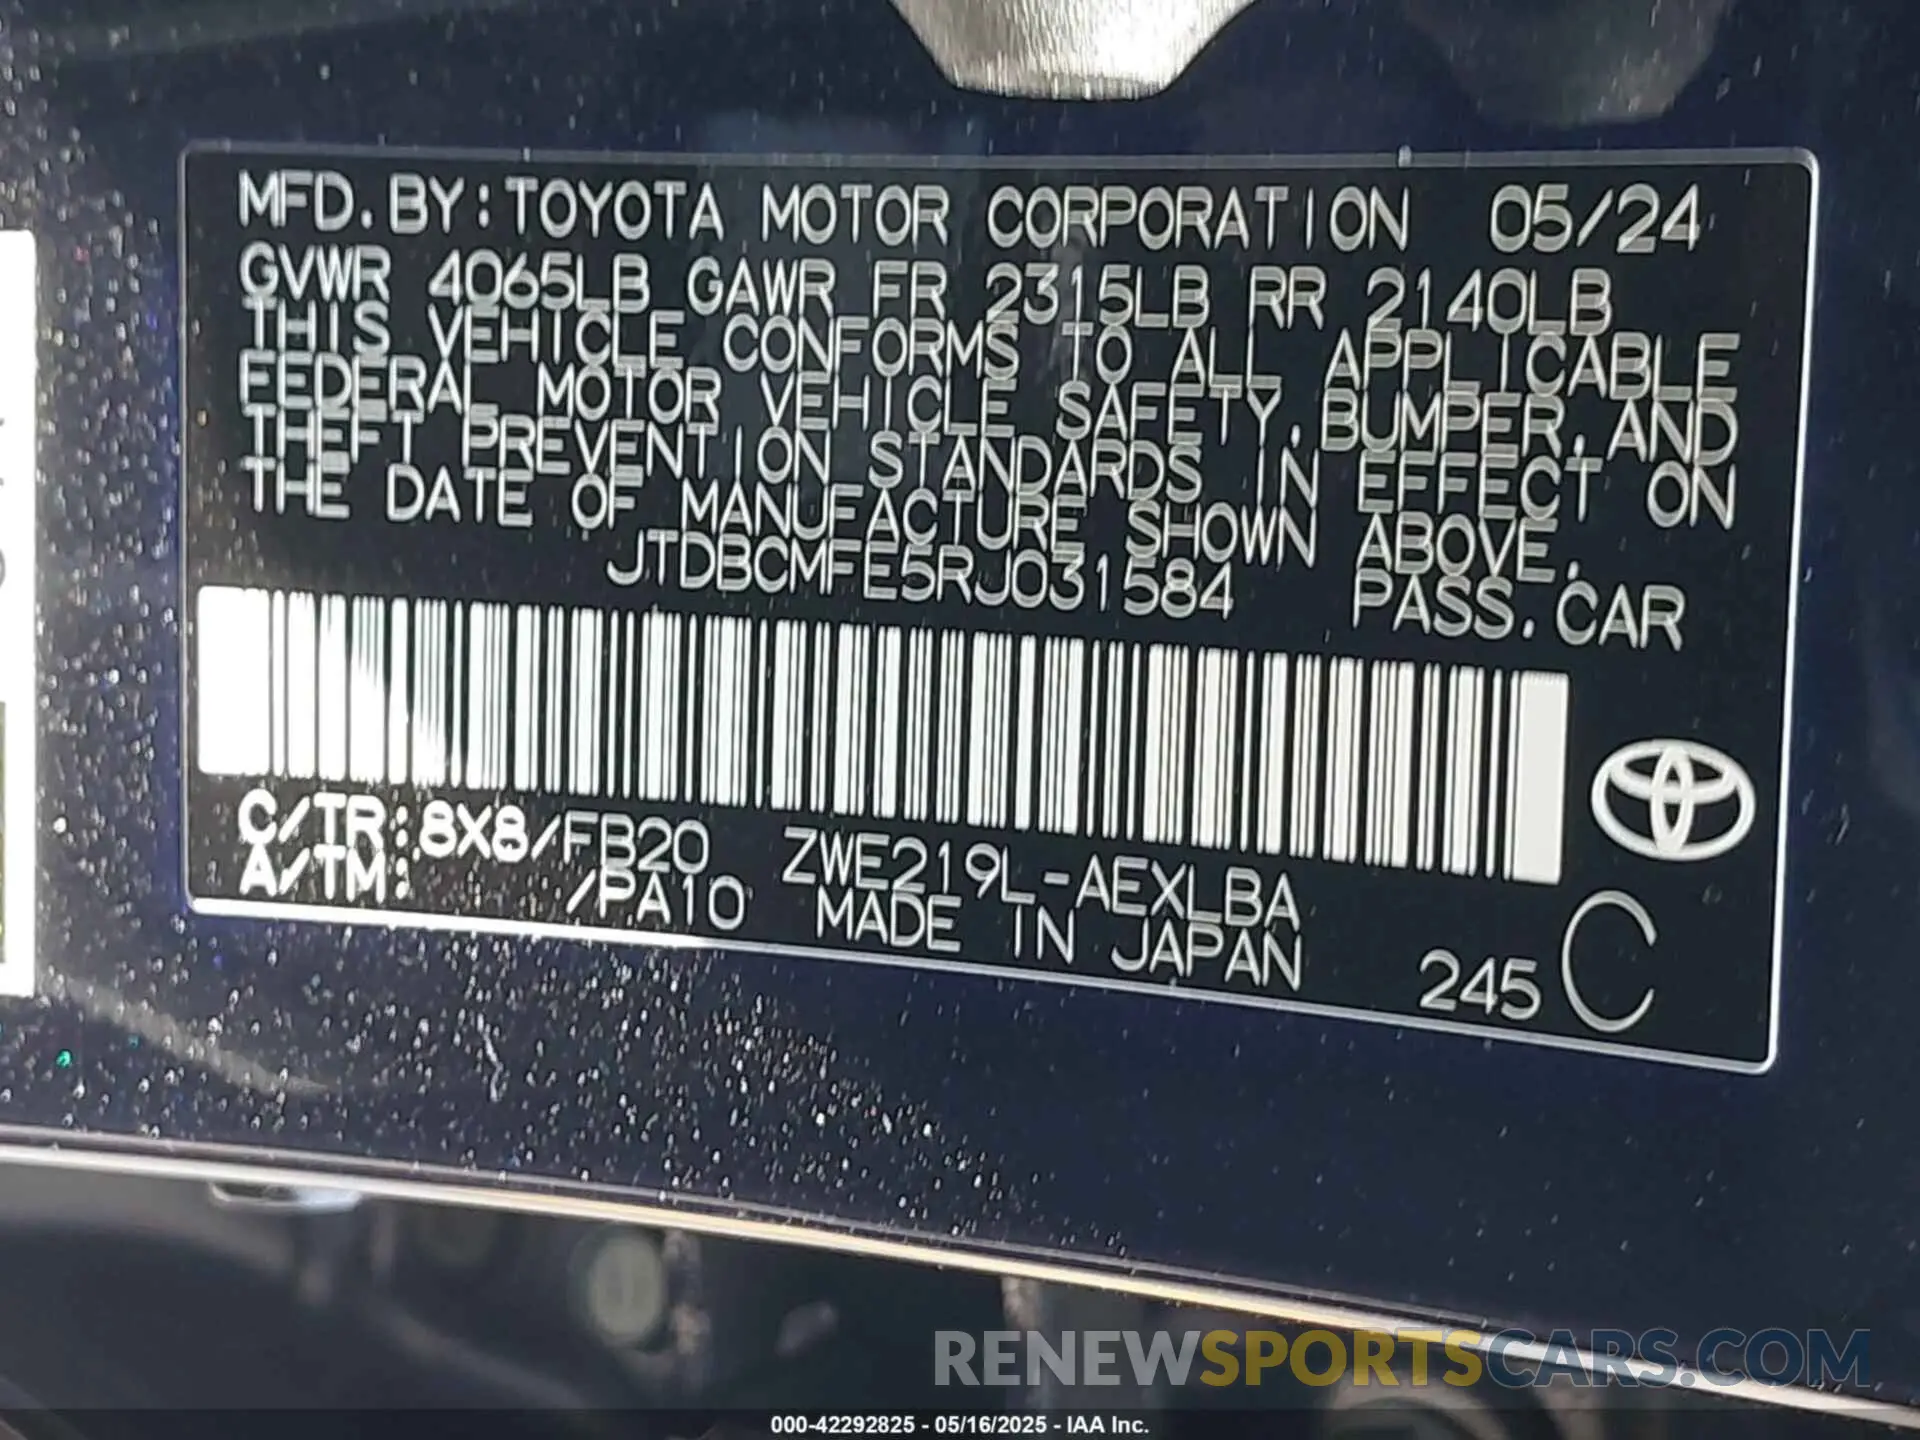 MFD. BY: TOYOTA MOTOR CORPORATION 05/24
GVWR 4065LB GAWR FR 2315LB RR 2140LB
THIS VEHICLE CONFORMS TO ALL APPLICABLE
FEDERAL MOTOR VEHICLE SAFETY, BUMPER, AND
THEFT PREVENTION STANDARDS IN EFFECT ON
THE DATE OF MANUFACTURE SHOWN ABOVE.
JTDBCMFE5RJ031584 PASS. CAR
C/TR: 8X8/FB20 ZWE219L-AEXLBA
A/TM: /PA10 MADE IN JAPAN 245 C
RENEWSPORTSCARS.COM
000-42292825 - 05/16/2025 - IAA Inc.